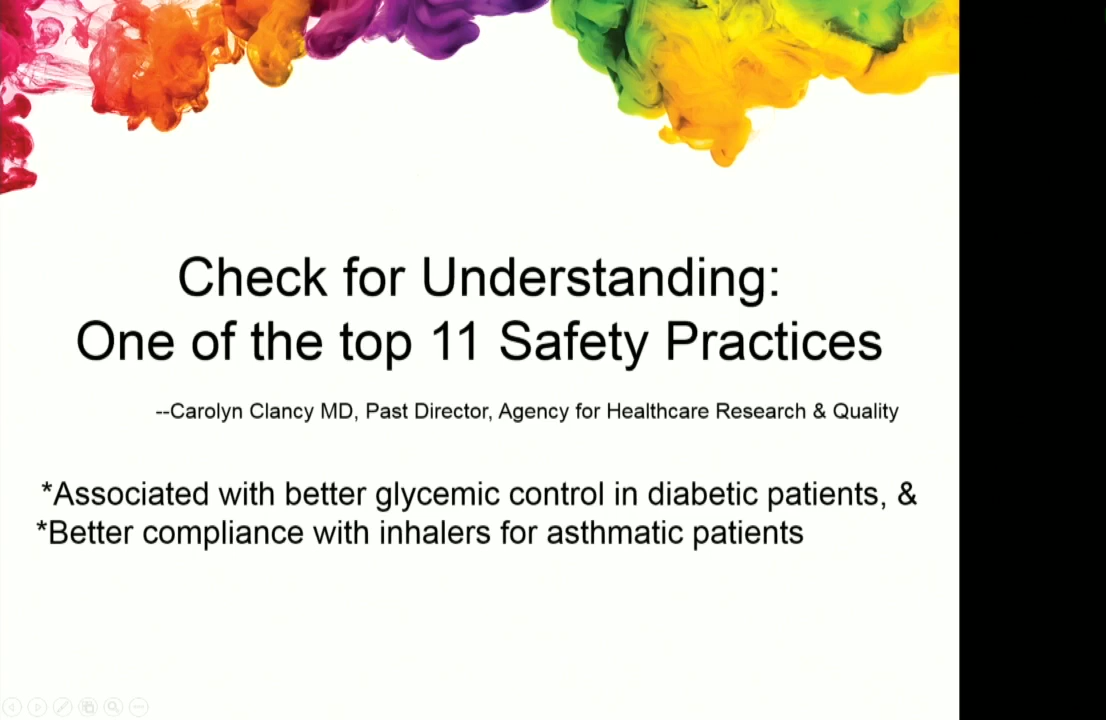 Check for Understanding:
One of the top 11 Safety Practices
--Carolyn Clancy MD, Past Director, Agency for Healthcare Research & Quality
*Associated with better glycemic control in diabetic patients, &
*Better compliance with inhalers for asthmatic patients